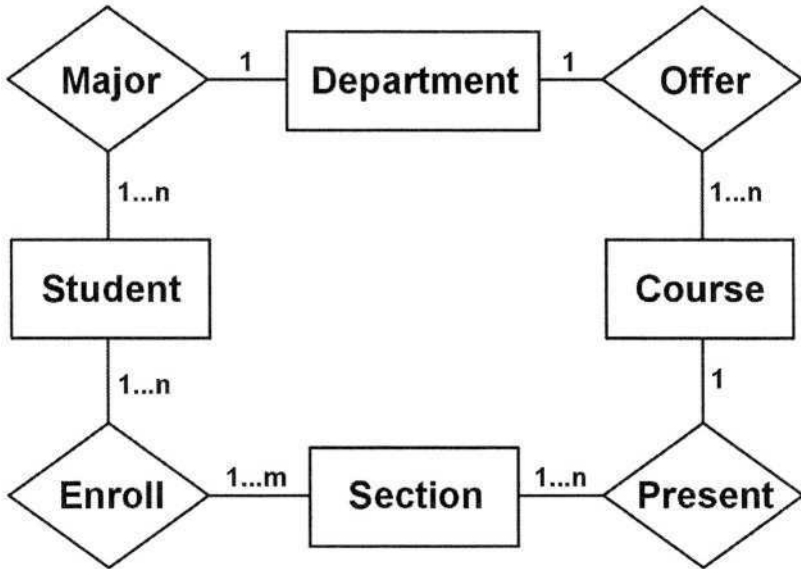 Major
1
Department
1
Offer
1...n
1...n
Student
Course
1...n
1
Enroll
1...m
Section
1...n
Present